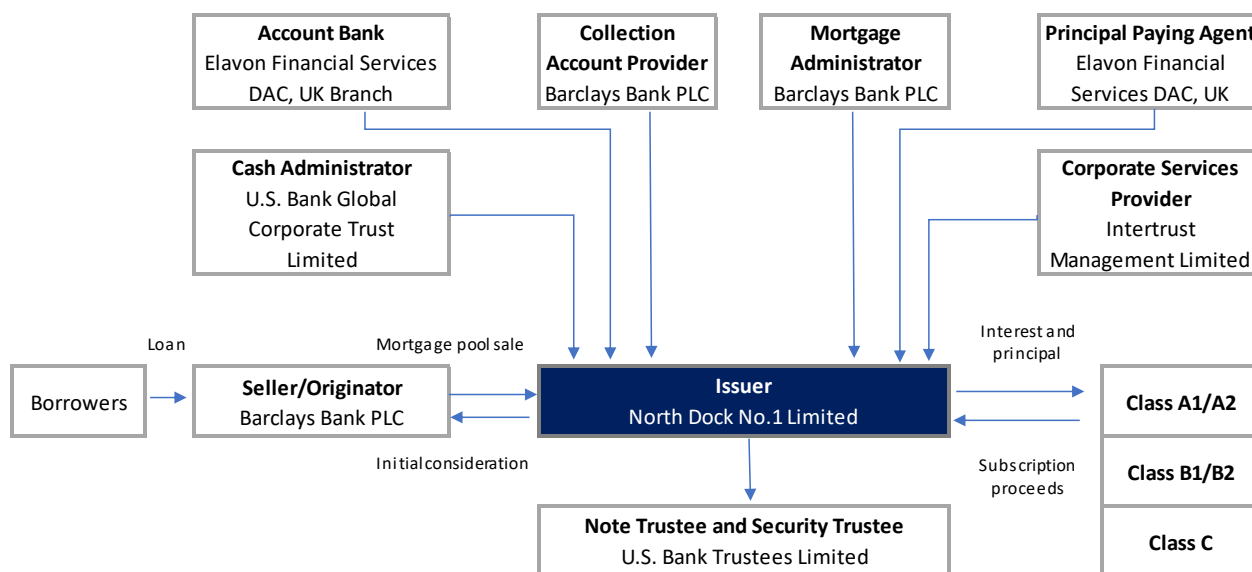 Account Bank
Elavon Financial Services
DAC, UK Branch
Collection
Account Provider
Barclays Bank PLC
Mortgage
Administrator
Barclays Bank PLC
Principal Paying Agent
Elavon Financial
Services DAC, UK
Cash Administrator
U.S. Bank Global
Corporate Trust
Limited
Corporate Services
Provider
Intertrust
Management Limited
Loan
Mortgage pool sale
Interest and
principal
Borrowers
Seller/Originator
Barclays Bank PLC
Issuer
North Dock No.1 Limited
Class A1/A2
Initial consideration
Subscription
proceeds
Class B1/B2
Note Trustee and Security Trustee
U.S. Bank Trustees Limited
Class C